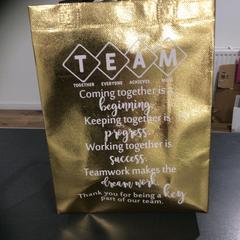 TEAM
TOGETHER EVERYONE ACHIEVES MORE
Coming together is a
beginning.
Keeping together is
progress.
Working together is
success.
Teamwork makes the
dream work.
Thank you for being a key
part of our team.